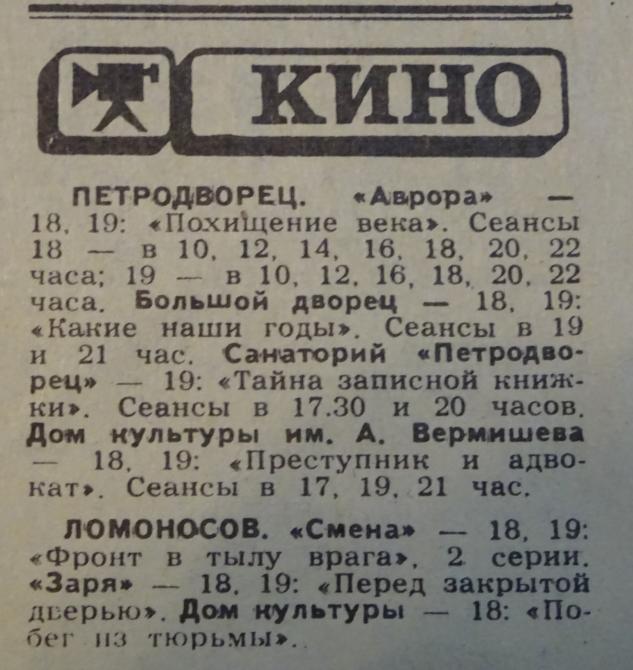 КИНО
ПЕТРОДВОРЕЦ. «Аврора» —
18, 19: «Похищение века». Сеансы
18 — в 10, 12, 14, 16, 18, 20, 22
часа; 19 — в 10, 12, 16, 18, 20, 22
часа. Большой дворец — 18, 19:
«Какие наши годы». Сеансы в 19
и 21 час. Санаторий «Петродво-
рец» — 19: «Тайна записной книж-
ки». Сеансы в 17.30 и 20 часов.
Дом культуры им. А. Вермишева
— 18, 19: «Преступник и адво-
кат». Сеансы в 17, 19, 21 час.
ЛОМОНОСОВ. «Смена» — 18, 19:
«Фронт в тылу врага», 2 серии.
«Заря» — 18, 19: «Перед закрытой
дверью». Дом культуры — 18: «По-
бег из тюрьмы».